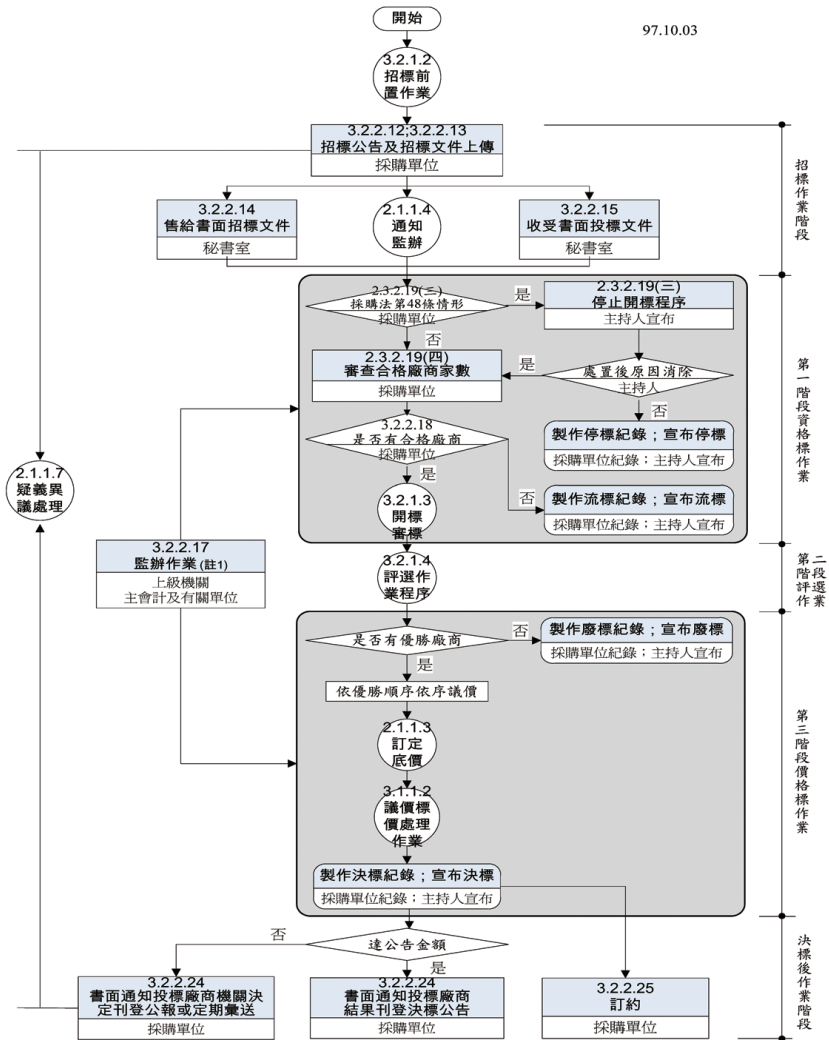 開始
97.10.03
3.2.1.2
招標前
置作業
3.2.2.12;3.2.2.13
招標公告及招標文件上傳
採購單位
3.2.2.14
售給書面招標文件
秘書室
2.1.1.4
通知
監辦
3.2.2.15
收受書面投標文件
秘書室
招標作業階段
2.3.2.19(三)
採購法第48條情形
採購單位
是
否
2.3.2.19(三)
停止開標程序
主持人宣布
2.3.2.19(四)
審查合格廠商家數
採購單位
是
處置後原因消除
主持人
否
製作停標紀錄；宣布停標
採購單位紀錄；主持人宣布
3.2.2.18
是否有合格廠商
採購單位
是
否
製作流標紀錄；宣布流標
採購單位紀錄；主持人宣布
3.2.1.3
開標
審標
第一階段資格標作業
2.1.1.7
疑義異
議處理
3.2.2.17
監辦作業(註1)
上級機關
主會計及有關單位
3.2.1.4
評選作
業程序
第二
階段
評選
作業
是否有優勝廠商
否
製作廢標紀錄；宣布廢標
採購單位紀錄；主持人宣布
是
依優勝順序依序議價
2.1.1.3
訂定
底價
3.1.1.2
議價標
價處理
作業
製作決標紀錄；宣布決標
採購單位紀錄；主持人宣布
第三階段價格標作業
達公告金額
否
是
3.2.2.24
書面通知投標廠商機關決
定刊登公報或定期彙送
採購單位
3.2.2.24
書面通知投標廠商
結果刊登決標公告
採購單位
3.2.2.25
訂約
採購單位
決標後作業階段